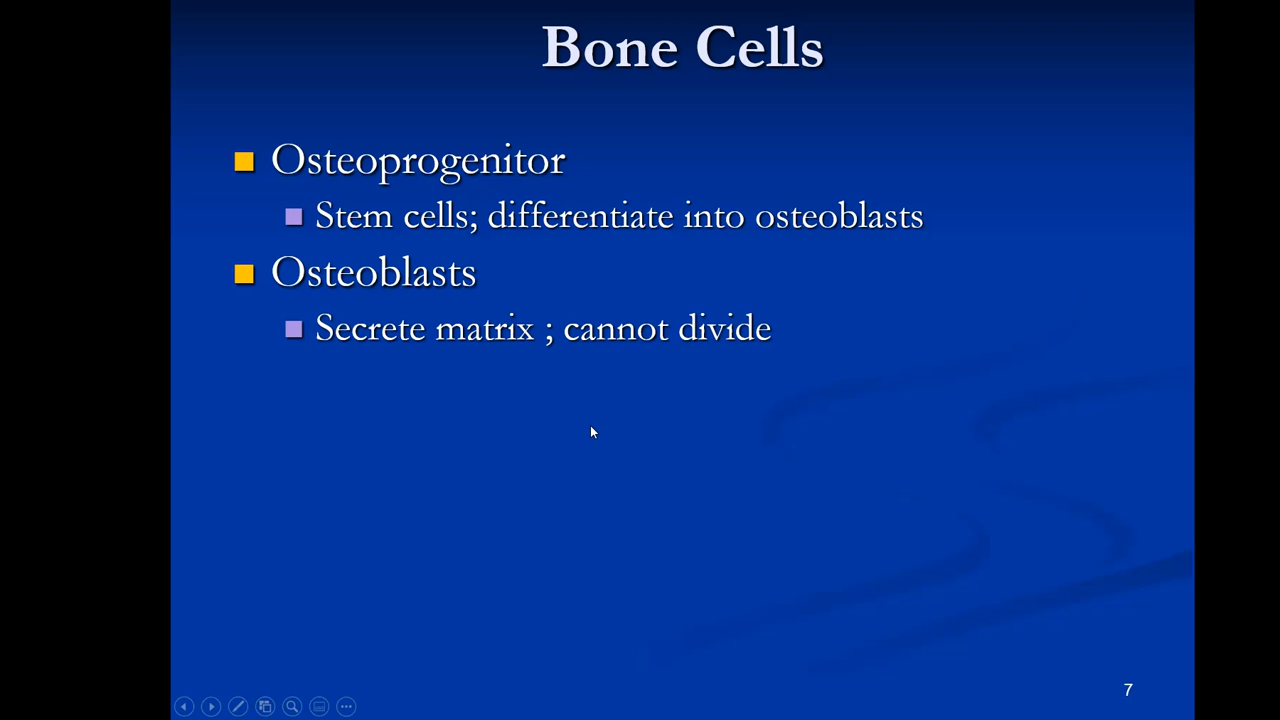 Bone Cells
Osteoprogenitor
Stem cells; differentiate into osteoblasts
Osteoblasts
Secrete matrix ; cannot divide
7